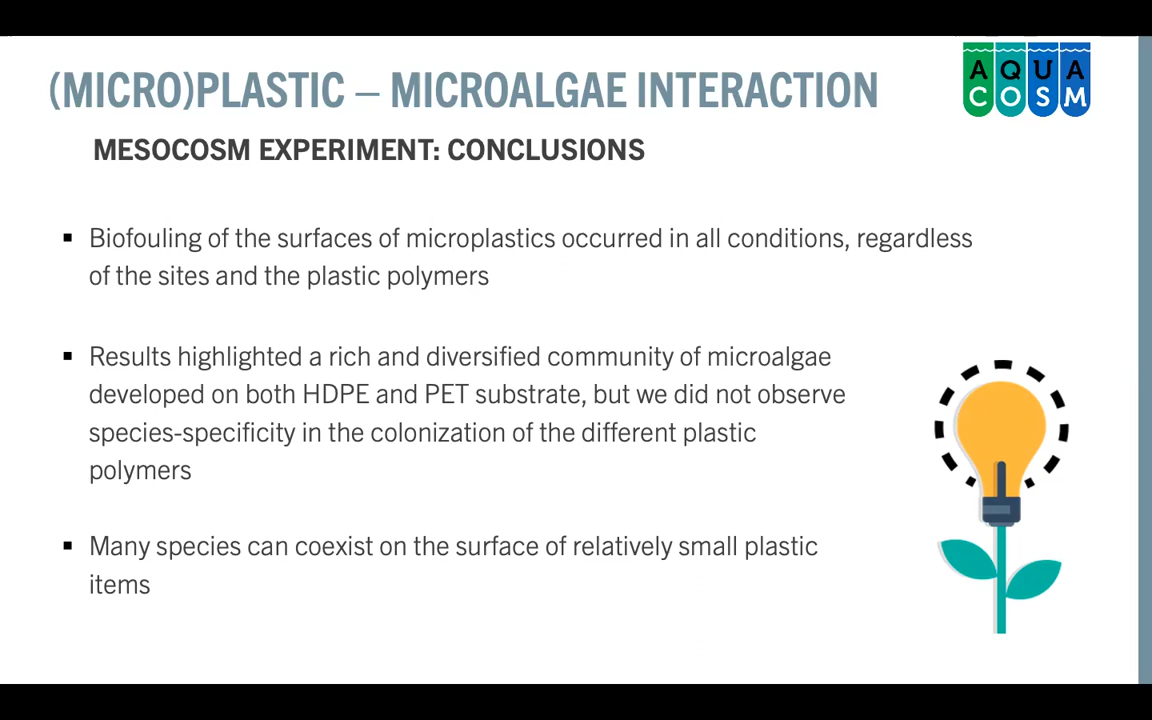 (MICRO)PLASTIC – MICROALGAE INTERACTION
AQUA
COSM
MESOCOSM EXPERIMENT: CONCLUSIONS
▪ Biofouling of the surfaces of microplastics occurred in all conditions, regardless
of the sites and the plastic polymers
▪ Results highlighted a rich and diversified community of microalgae
developed on both HDPE and PET substrate, but we did not observe
species-specificity in the colonization of the different plastic
polymers
▪ Many species can coexist on the surface of relatively small plastic
items